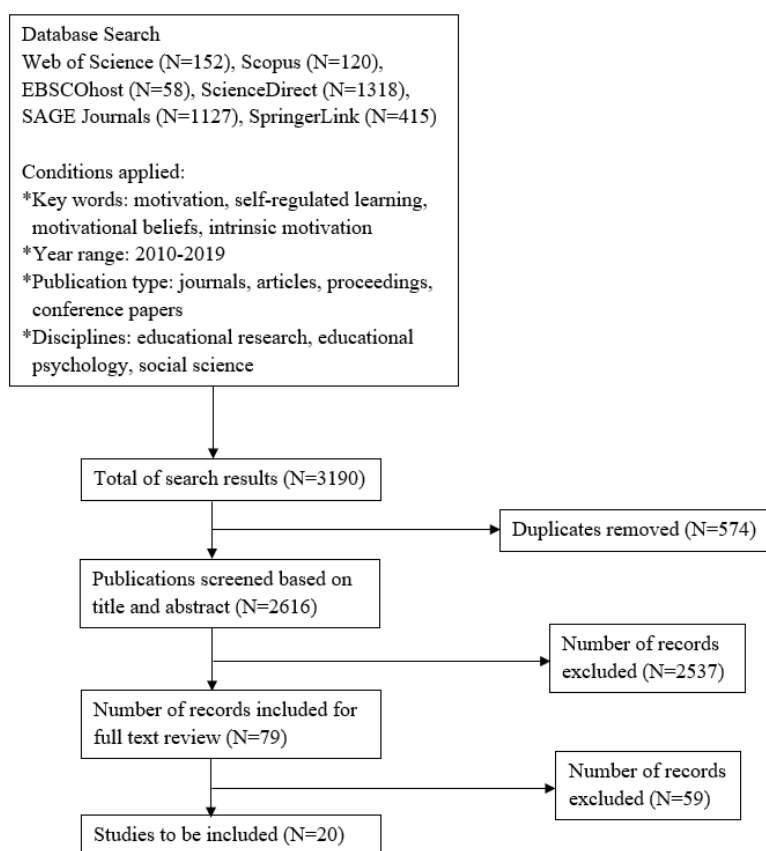 Database Search
Web of Science (N=152), Scopus (N=120),
EBSCOhost (N=58), ScienceDirect (N=1318),
SAGE Journals (N=1127), SpringerLink (N=415)
Conditions applied:
*Key words: motivation, self-regulated learning,
motivational beliefs, intrinsic motivation
*Year range: 2010-2019
*Publication type: journals, articles, proceedings,
conference papers
*Disciplines: educational research, educational
psychology, social science
Total of search results (N=3190)
Duplicates removed (N=574)
Publications screened based on
title and abstract (N=2616)
Number of records
excluded (N=2537)
Number of records included for
full text review (N=79)
Number of records
excluded (N=59)
Studies to be included (N=20)